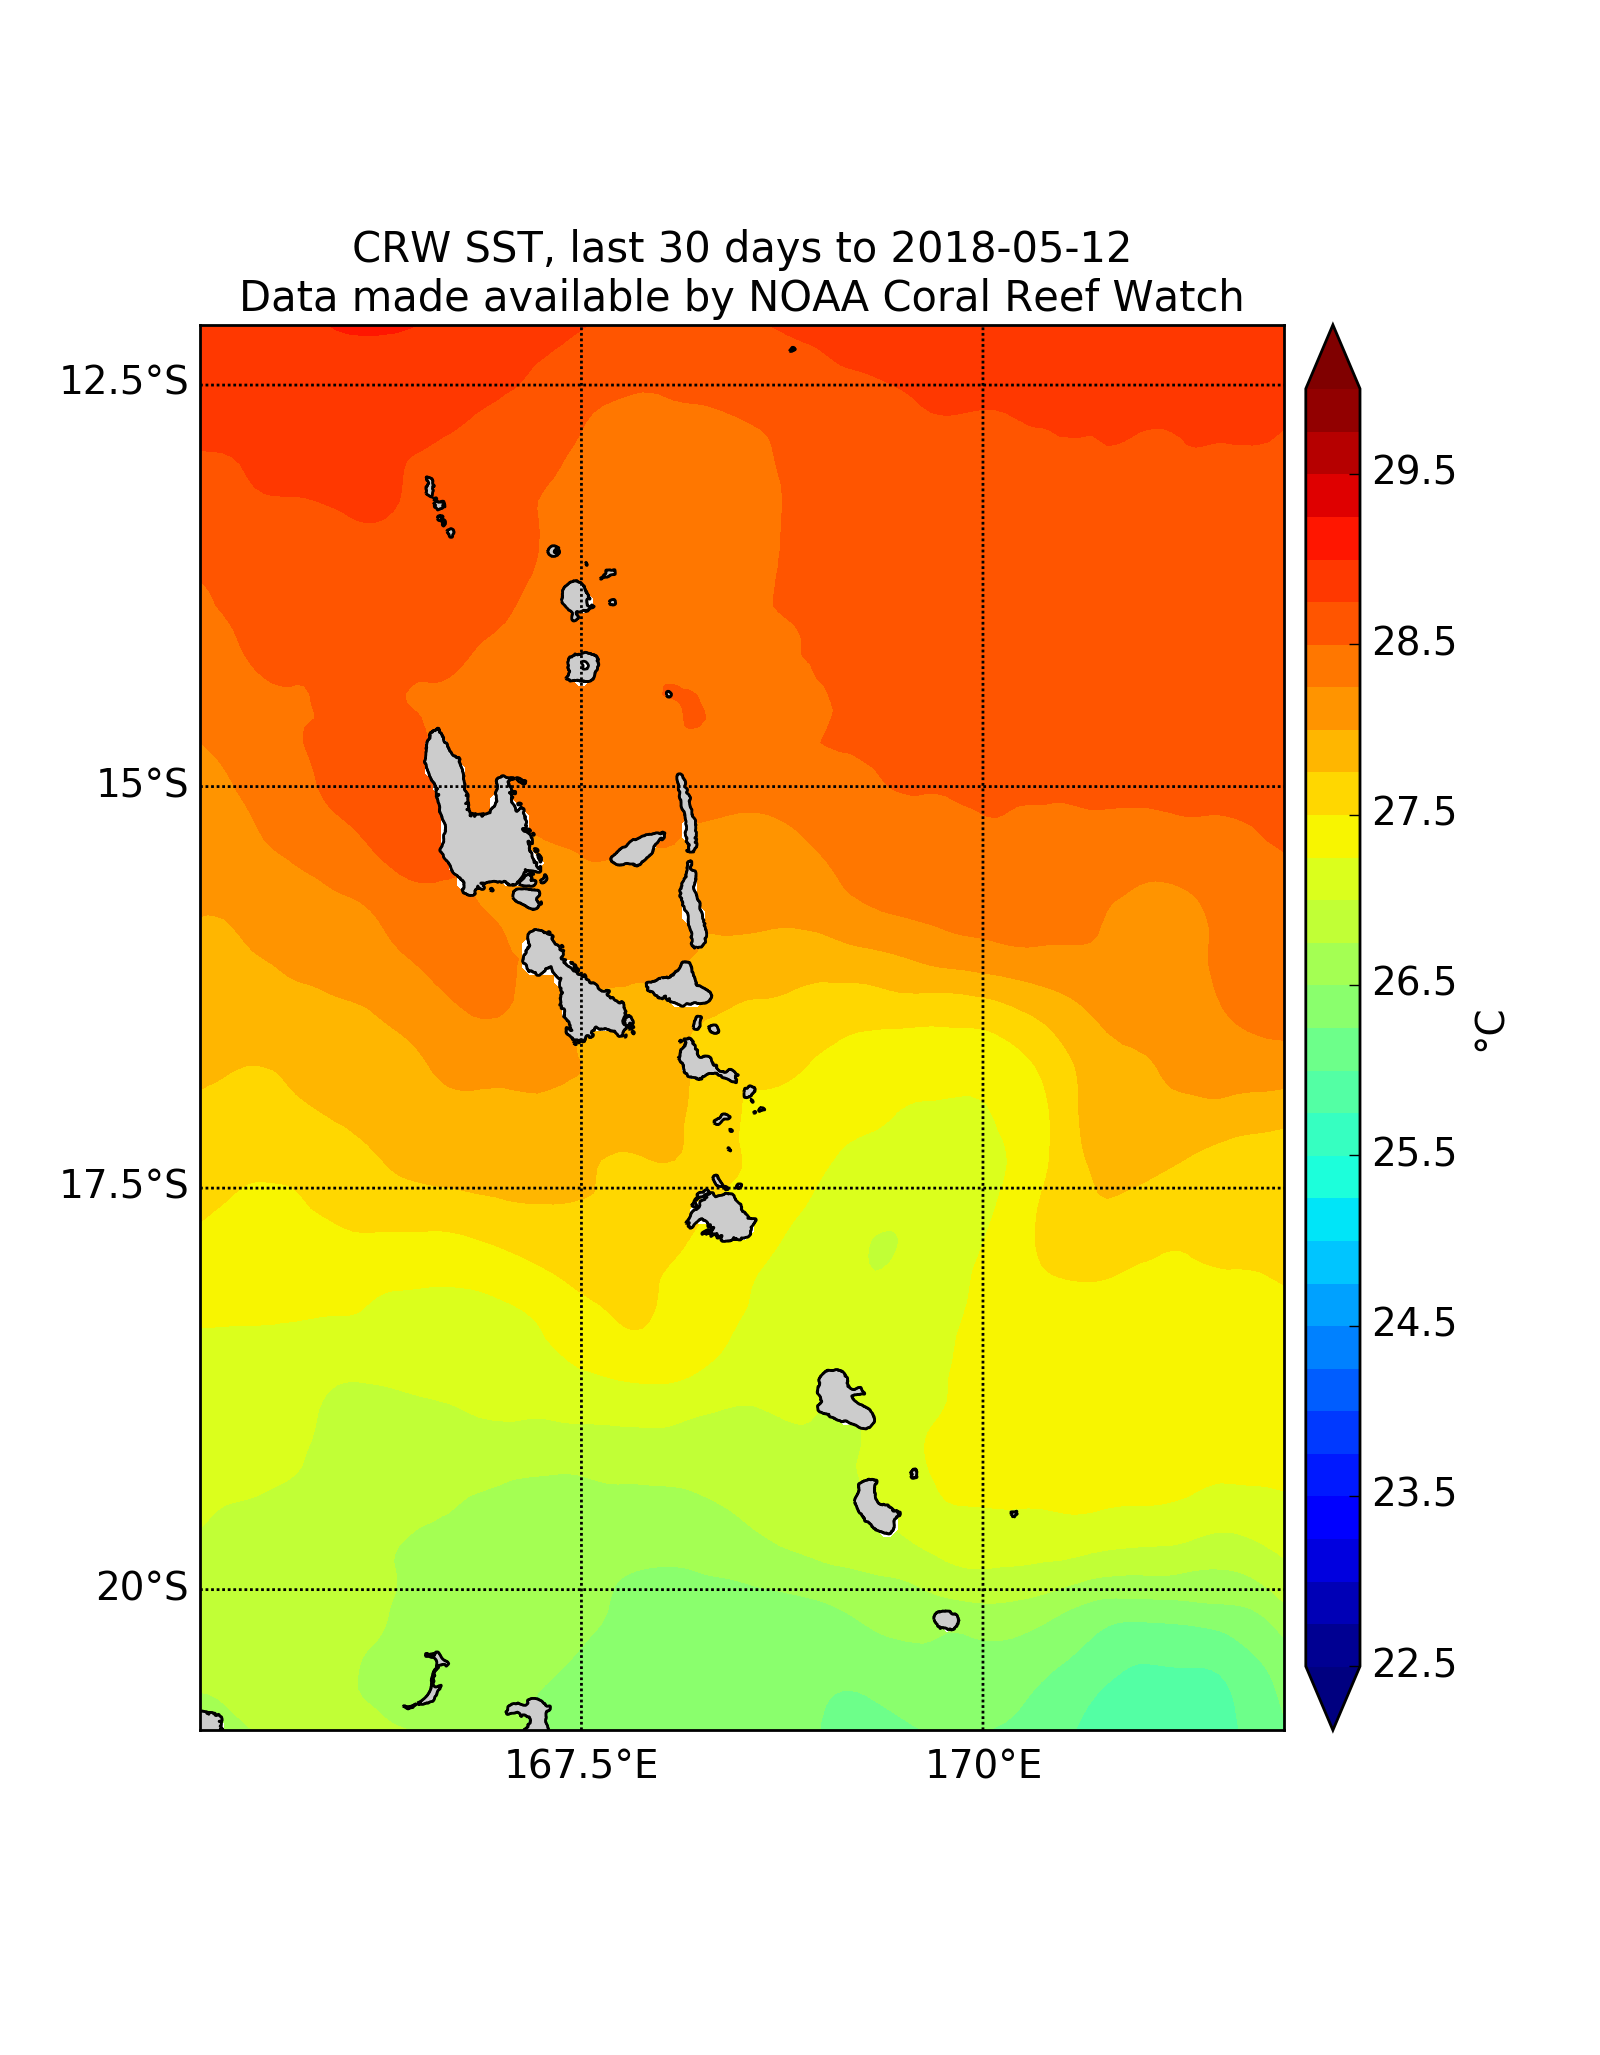 CRW SST, last 30 days to 2018-05-12
Data made available by NOAA Coral Reef Watch
12.5°S
15°S
17.5°S
20°S
167.5°E
170°E
29.5
28.5
27.5
26.5
25.5
24.5
23.5
22.5
°C